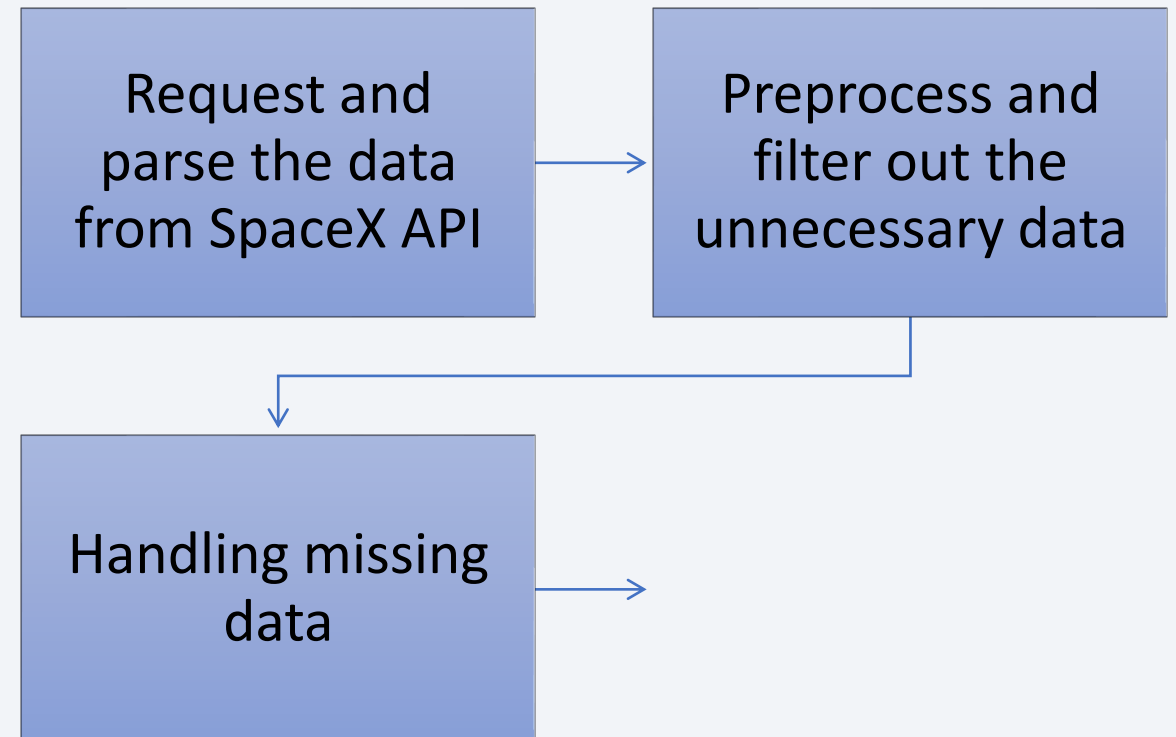 Request and
parse the data
from SpaceX API
Preprocess and
filter out the
unnecessary data
Handling missing
data